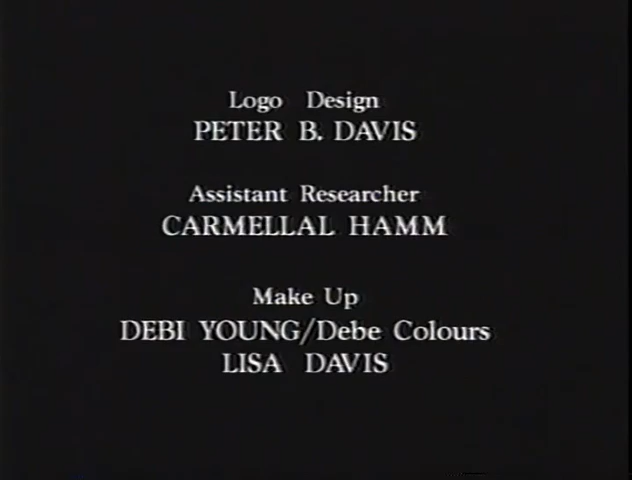 Logo Design
PETER B. DAVIS
Assistant Researcher
CARMELLAL HAMM
Make Up
DEBI YOUNG/Debe Colours
LISA DAVIS